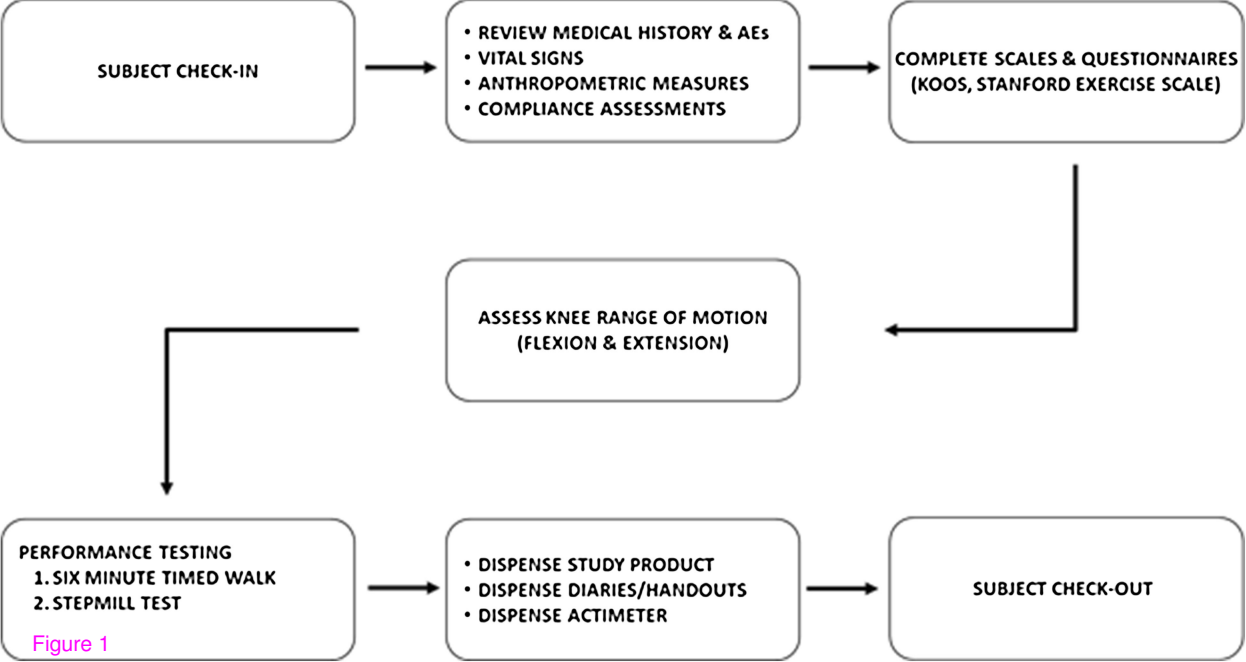 SUBJECT CHECK-IN
• REVIEW MEDICAL HISTORY & AEs
• VITAL SIGNS
• ANTHROPOMETRIC MEASURES
• COMPLIANCE ASSESSMENTS
COMPLETE SCALES & QUESTIONNAIRES
(KOOS, STANFORD EXERCISE SCALE)
ASSESS KNEE RANGE OF MOTION
(FLEXION & EXTENSION)
PERFORMANCE TESTING
1. SIX MINUTE TIMED WALK
2. STEPMILL TEST
Figure 1
• DISPENSE STUDY PRODUCT
• DISPENSE DIARIES/HANDOUTS
• DISPENSE ACTIMETER
SUBJECT CHECK-OUT